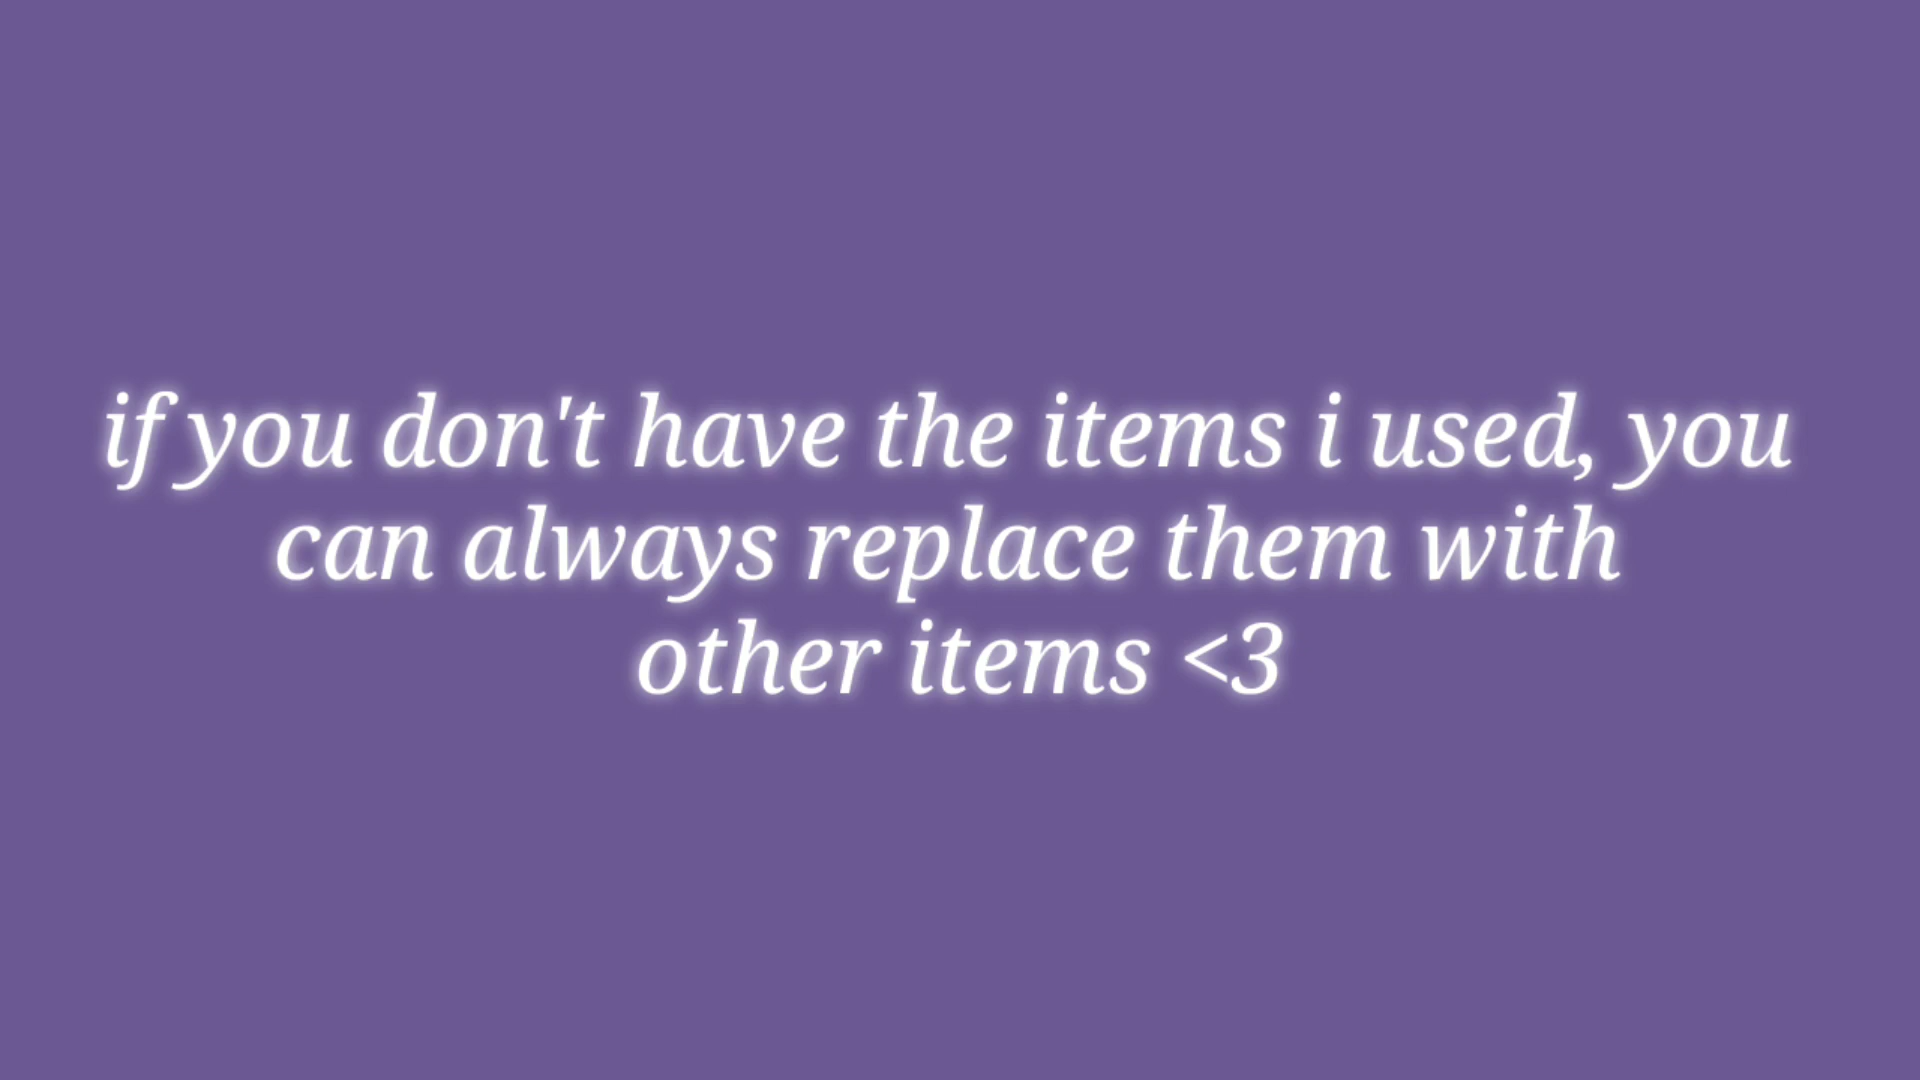 if you don't have the items i used, you
can always replace them with
other items <3